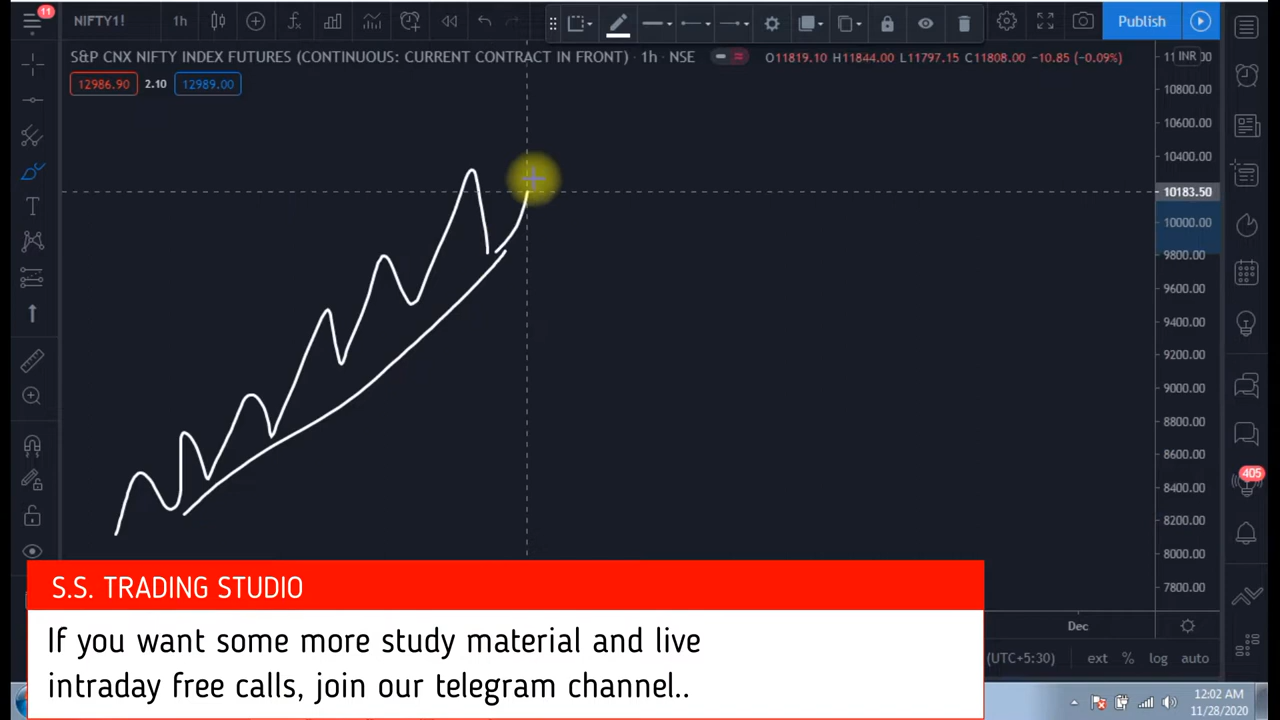 11
NIFTY1!
1h
Publish
S&P CNX NIFTY INDEX FUTURES (CONTINUOUS: CURRENT CONTRACT IN FRONT) · 1h · NSE
O11819.10 H11844.00 L11797.15 C11808.00 -10.85 (-0.09%)
INR
12986.90 2.10 12989.00
10800.00
10600.00
10400.00
10183.50
10000.00
9800.00
9600.00
9400.00
9200.00
9000.00
8800.00
8600.00
8400.00
8200.00
8000.00
7800.00
405
S.S. TRADING STUDIO
If you want some more study material and live
intraday free calls, join our telegram channel..
Dec
(UTC+5:30) ext % log auto
12:02 AM
11/28/2020